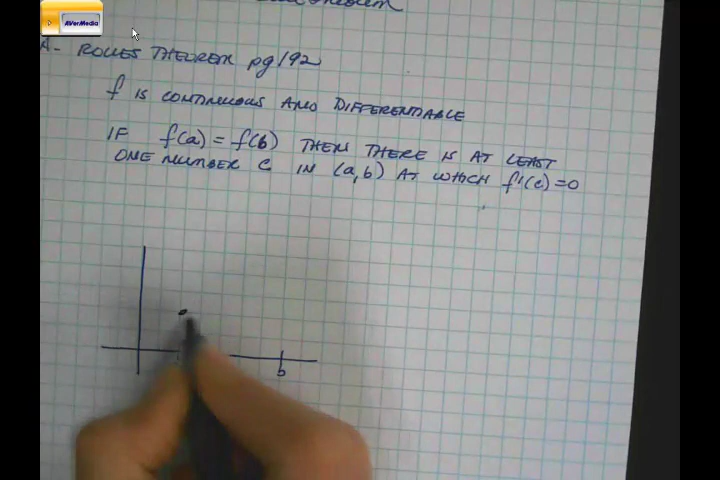 AVerMedia
Theorem
A- ROLLES THEOREM pg 192
f IS CONTINUOUS AND DIFFERENTIABLE
IF f(a) = f(b) THEN THERE IS AT LEAST
ONE NUMBER C IN (a,b) AT WHICH f'(c) = 0
b